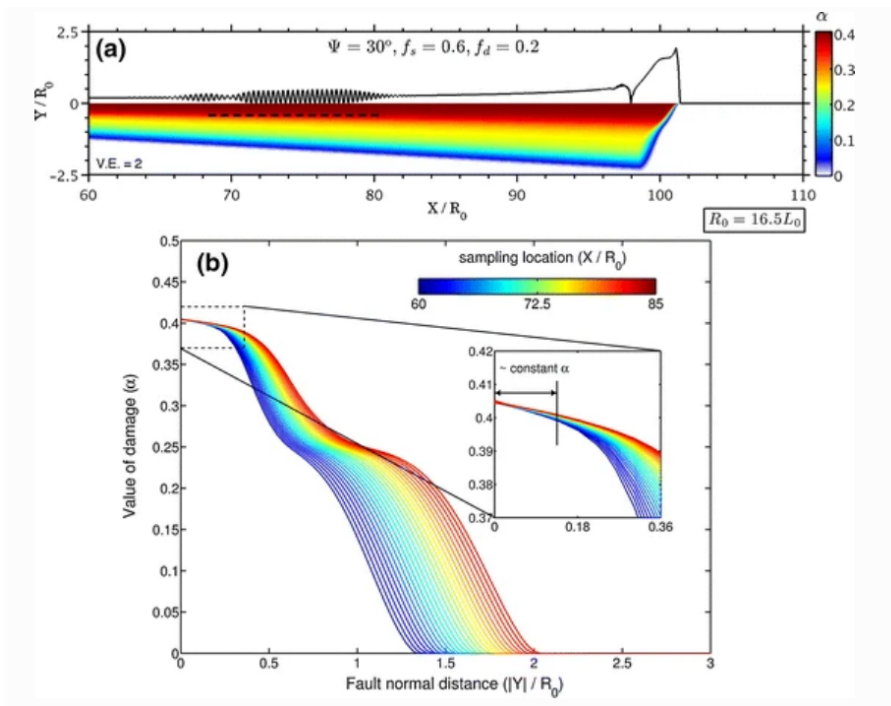 (a)
Ψ = 30°, f_s = 0.6, f_d = 0.2
α
2.5
0
−2.5
Y / R_0
V.E. = 2
60 70 80 90 100 110
X / R_0
0.4
0.3
0.2
0.1
0
R_0 = 16.5L_0
(b)
0.5
0.45
0.4
0.35
0.3
0.25
0.2
0.15
0.1
0.05
0
Value of damage (α)
sampling location (X / R_0)
60 72.5 85
0.42
0.41
0.4
0.39
0.38
0.37
~ constant α
0 0.18 0.36
0 0.5 1 1.5 2 2.5 3
Fault normal distance (|Y| / R_0)